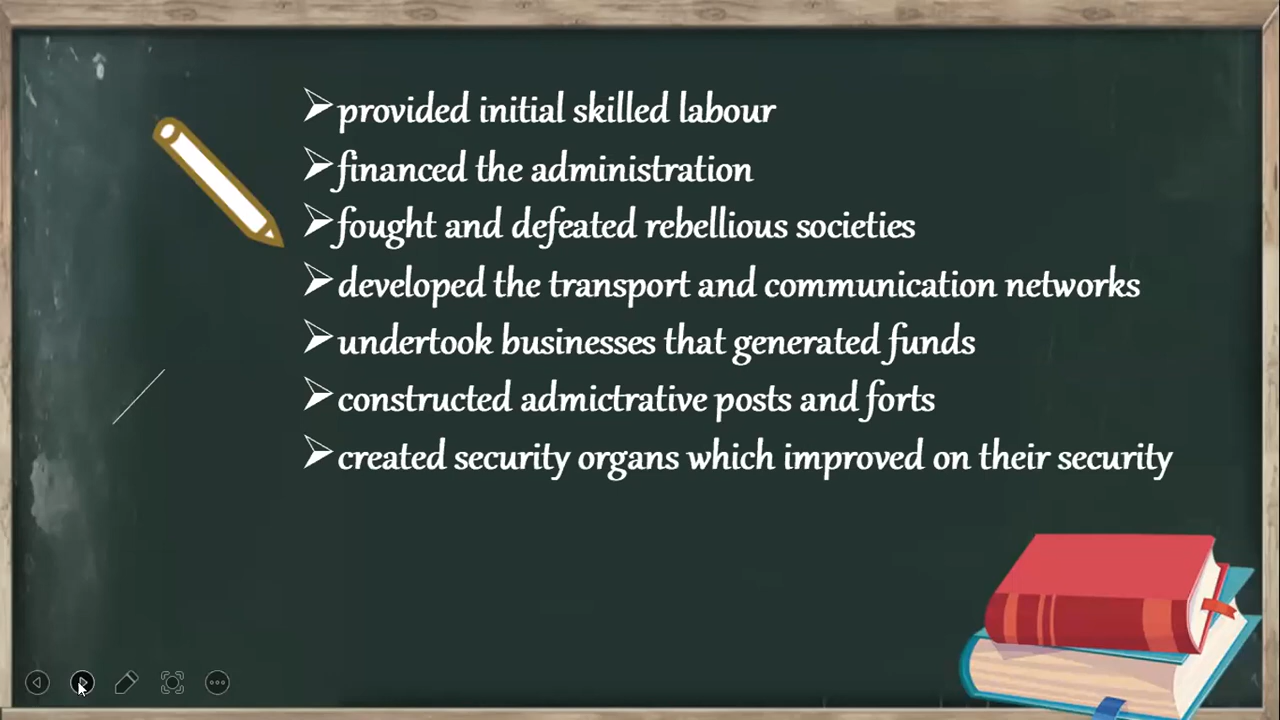 ➢provided initial skilled labour
➢financed the administration
➢fought and defeated rebellious societies
➢developed the transport and communication networks
➢undertook businesses that generated funds
➢constructed admictrative posts and forts
➢created security organs which improved on their security